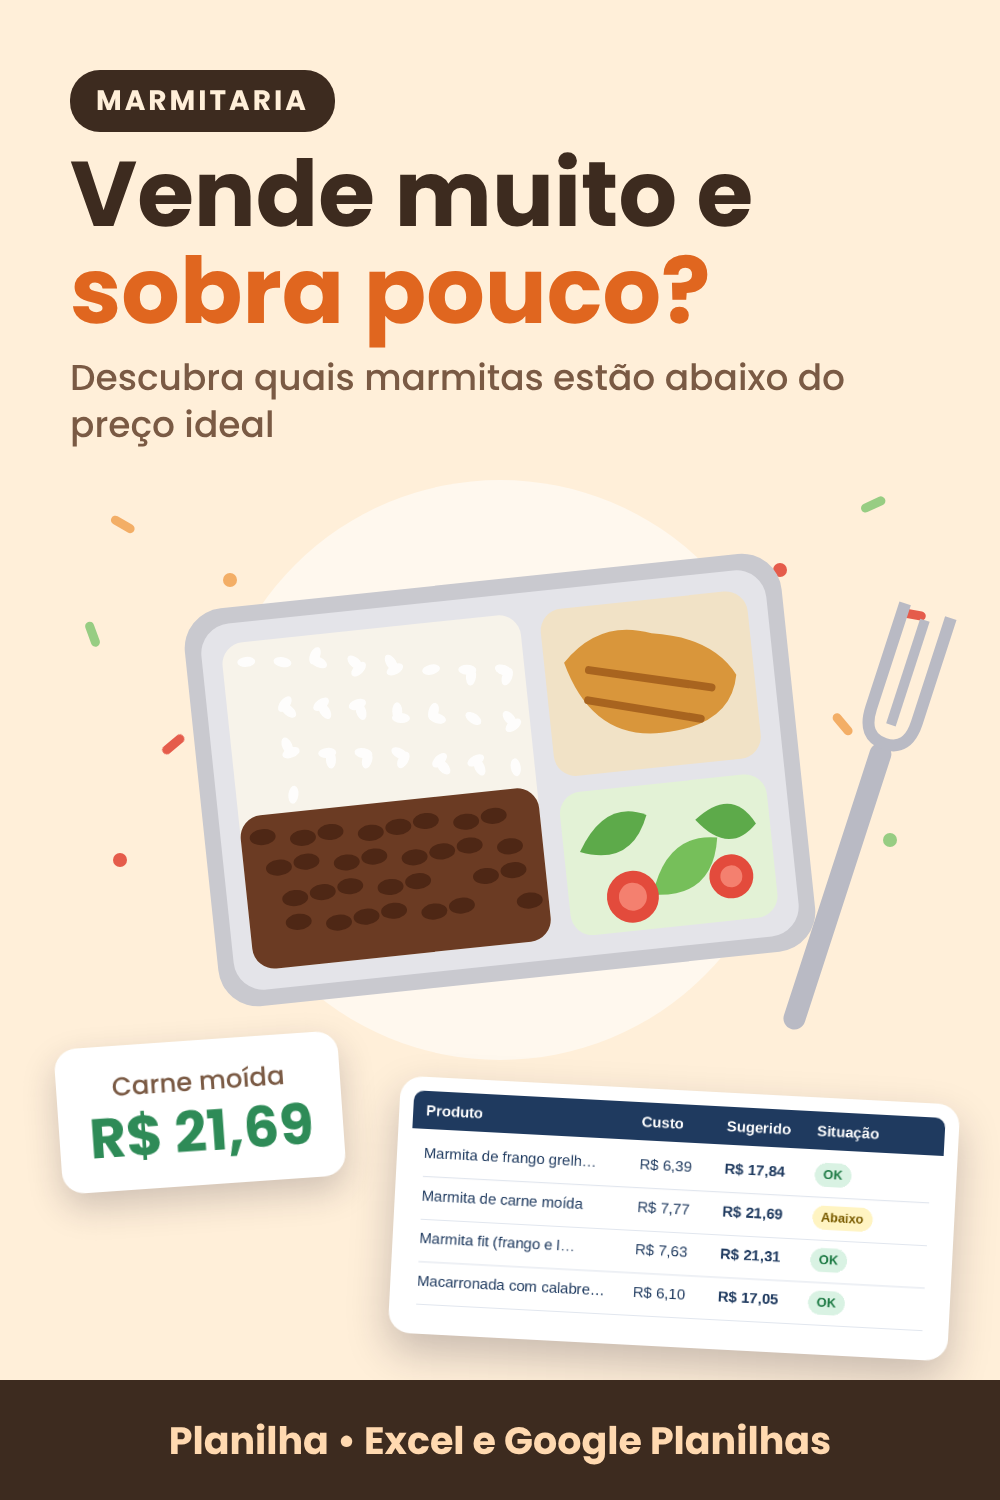 MARMITARIA
Vende muito e
sobra pouco?
Descubra quais marmitas estão abaixo do
preço ideal
Carne moída
R$ 21,69
Produto Custo Sugerido Situação
Marmita de frango grelh... R$ 6,39 R$ 17,84 OK
Marmita de carne moída R$ 7,77 R$ 21,69 Abaixo
Marmita fit (frango e l... R$ 7,63 R$ 21,31 OK
Macarronada com calabre... R$ 6,10 R$ 17,05 OK
Planilha • Excel e Google Planilhas